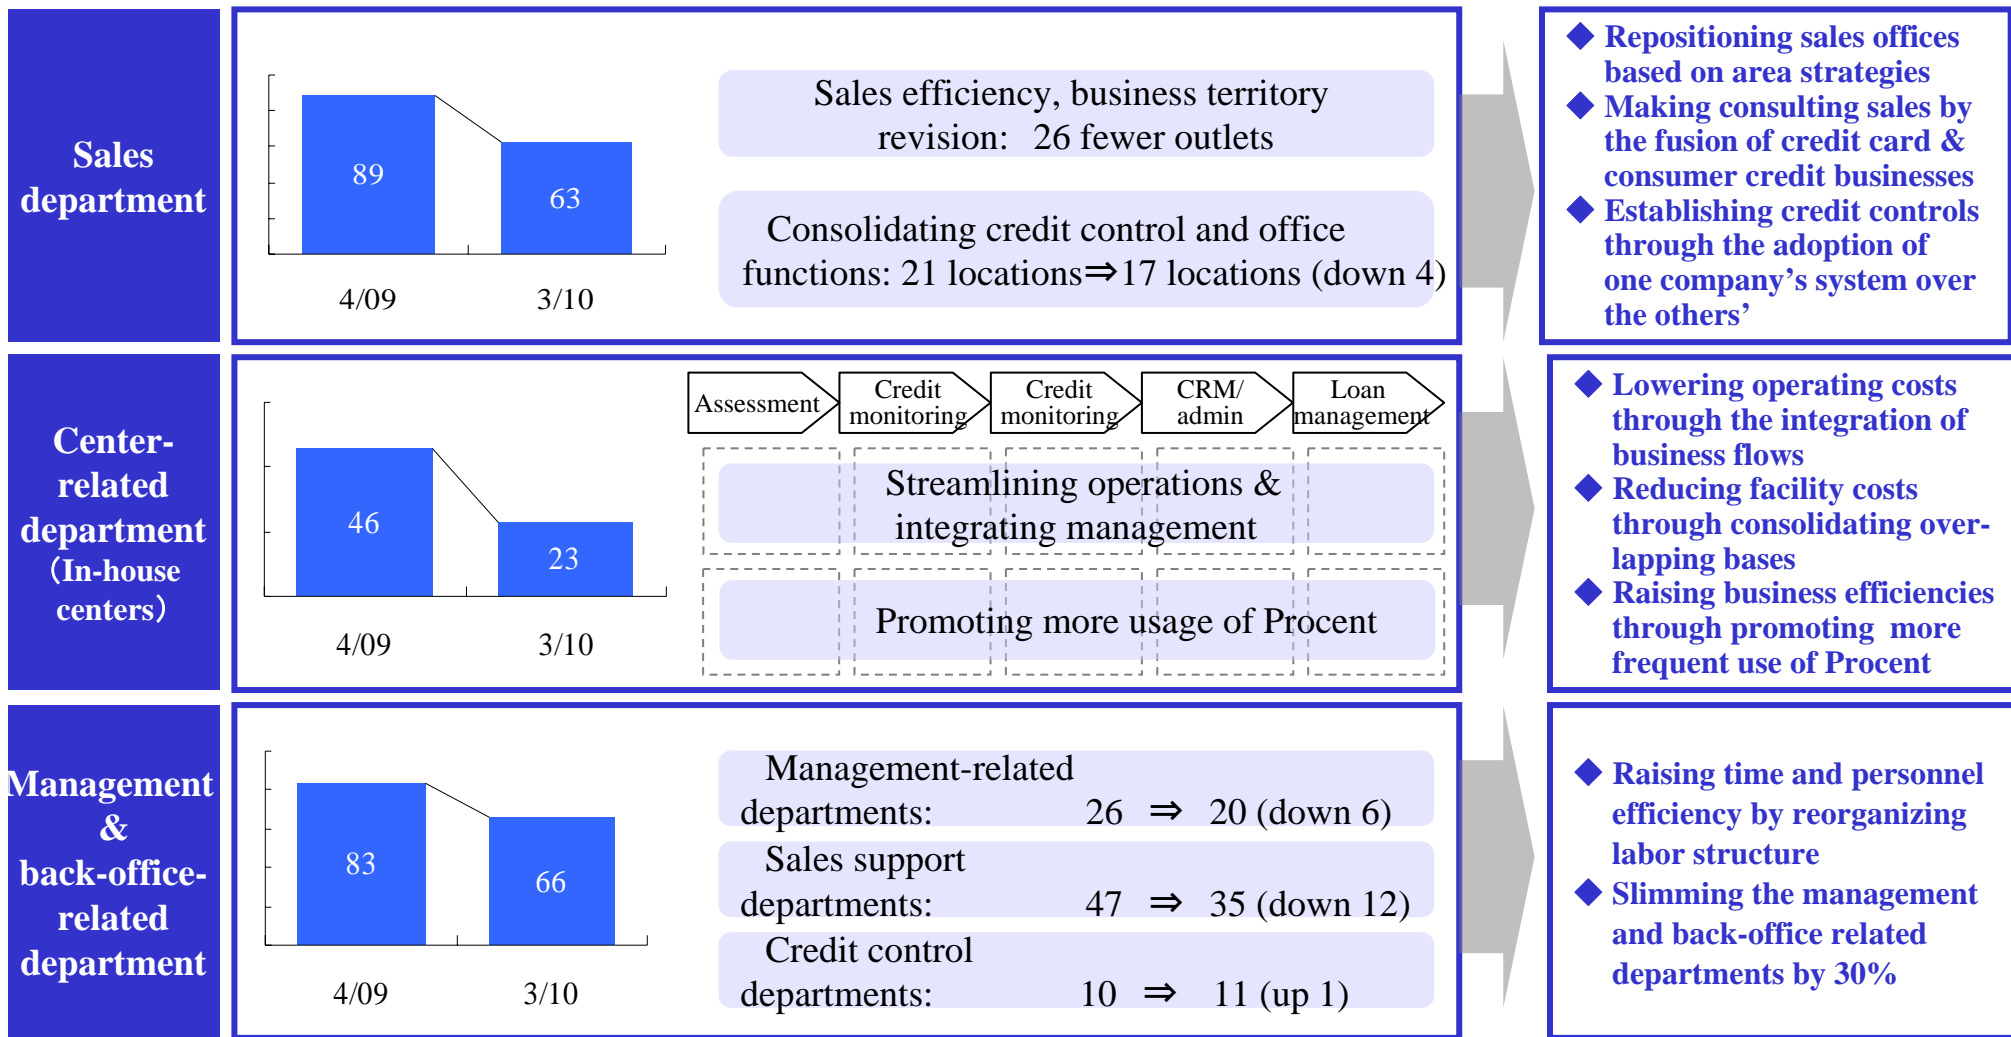 Sales
department
89
63
4/09
3/10
Sales efficiency, business territory
revision: 26 fewer outlets
Consolidating credit control and office
functions: 21 locations⇒17 locations (down 4)
◆ Repositioning sales offices
based on area strategies
◆ Making consulting sales by
the fusion of credit card &
consumer credit businesses
◆ Establishing credit controls
through the adoption of
one company’s system over
the others’
Center-
related
department
(In-house
centers)
46
23
4/09
3/10
Assessment
Credit
monitoring
Credit
monitoring
CRM/
admin
Loan
management
Streamlining operations &
integrating management
Promoting more usage of Procent
◆ Lowering operating costs
through the integration of
business flows
◆ Reducing facility costs
through consolidating over-
lapping bases
◆ Raising business efficiencies
through promoting more
frequent use of Procent
Management
&
back-office-
related
department
83
66
4/09
3/10
Management-related
departments: 26 ⇒ 20 (down 6)
Sales support
departments: 47 ⇒ 35 (down 12)
Credit control
departments: 10 ⇒ 11 (up 1)
◆ Raising time and personnel
efficiency by reorganizing
labor structure
◆ Slimming the management
and back-office related
departments by 30%